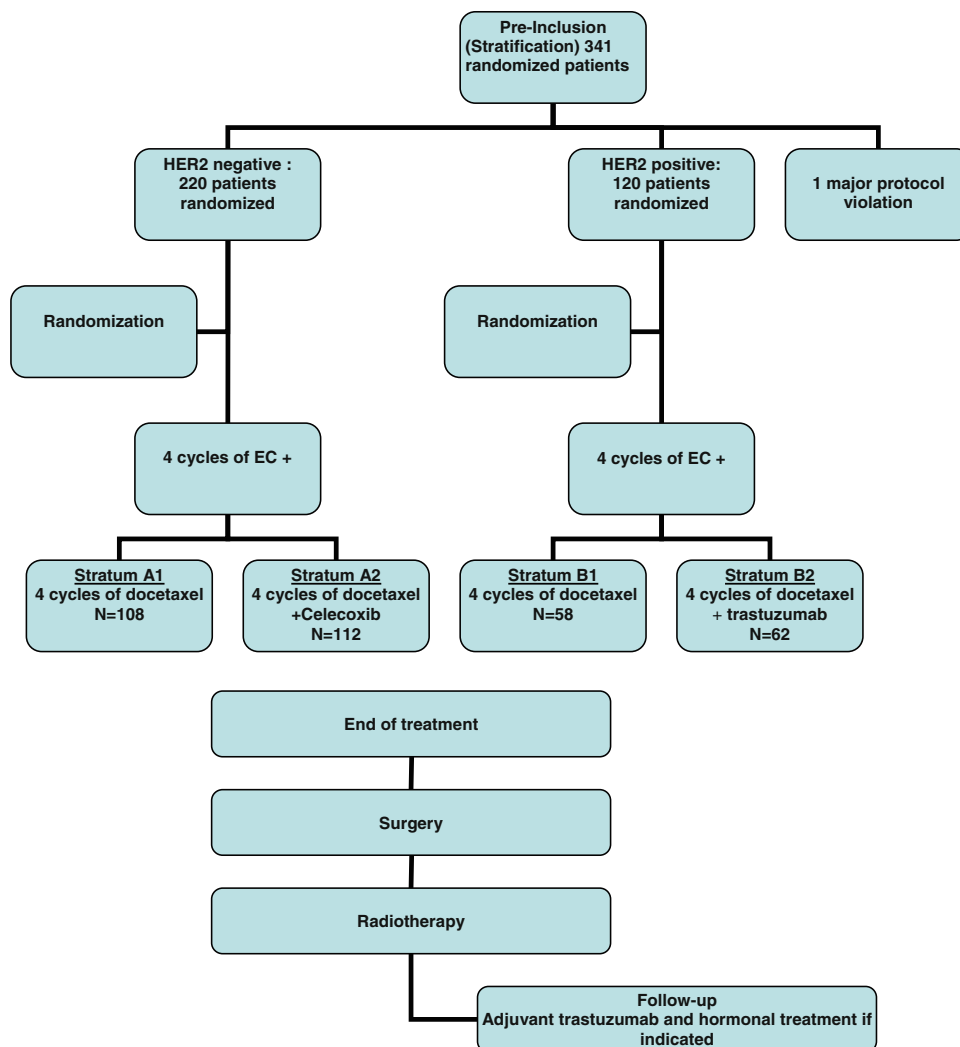 Pre-Inclusion
(Stratification) 341
randomized patients
HER2 negative :
220 patients
randomized
HER2 positive:
120 patients
randomized
1 major protocol
violation
Randomization
Randomization
4 cycles of EC +
4 cycles of EC +
Stratum A1
4 cycles of docetaxel
N=108
Stratum A2
4 cycles of docetaxel
+Celecoxib
N=112
Stratum B1
4 cycles of docetaxel
N=58
Stratum B2
4 cycles of docetaxel
+ trastuzumab
N=62
End of treatment
Surgery
Radiotherapy
Follow-up
Adjuvant trastuzumab and hormonal treatment if
indicated